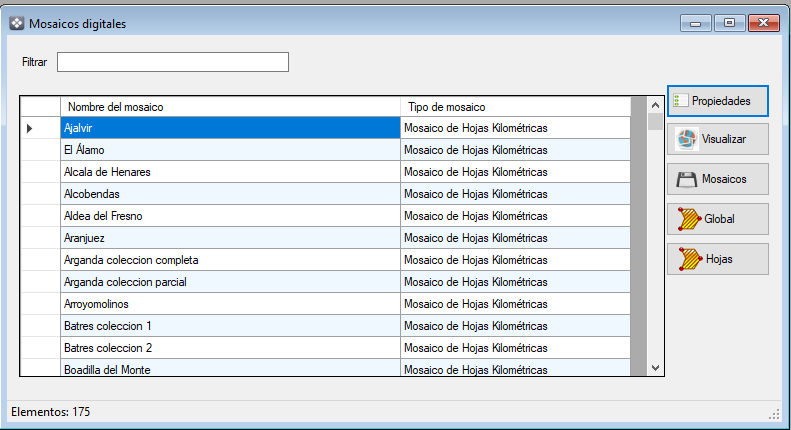 Mosaicos digitales
Filtrar
Nombre del mosaico Tipo de mosaico
Ajalvir Mosaico de Hojas Kilométricas
El Álamo Mosaico de Hojas Kilométricas
Alcala de Henares Mosaico de Hojas Kilométricas
Alcobendas Mosaico de Hojas Kilométricas
Aldea del Fresno Mosaico de Hojas Kilométricas
Aranjuez Mosaico de Hojas Kilométricas
Arganda coleccion completa Mosaico de Hojas Kilométricas
Arganda coleccion parcial Mosaico de Hojas Kilométricas
Arroyomolinos Mosaico de Hojas Kilométricas
Batres coleccion 1 Mosaico de Hojas Kilométricas
Batres coleccion 2 Mosaico de Hojas Kilométricas
Boadilla del Monte Mosaico de Hojas Kilométricas
Propiedades
Visualizar
Mosaicos
Global
Hojas
Elementos: 175